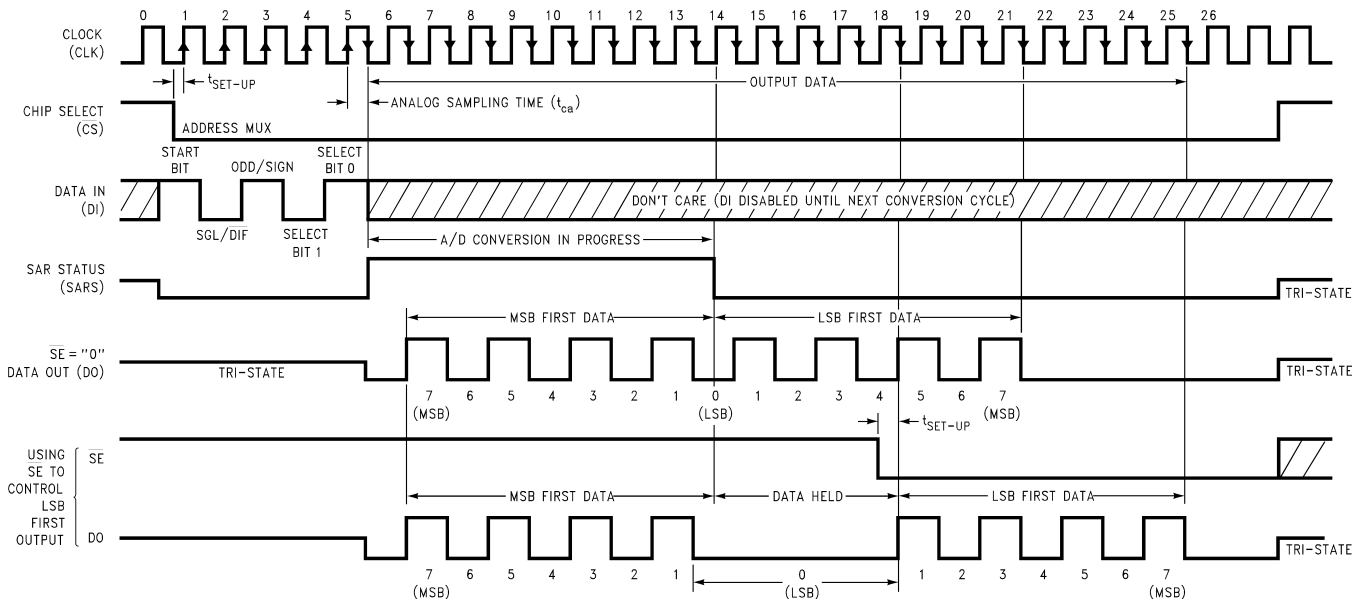 0 1 2 3 4 5 6 7 8 9 10 11 12 13 14 15 16 17 18 19 20 21 22 23 24 25 26
CLOCK
(CLK)
tSET-UP
OUTPUT DATA
ANALOG SAMPLING TIME (tca)
CHIP SELECT
(CS)
ADDRESS MUX
START
BIT
ODD/SIGN
SELECT
BIT 0
DATA IN
(DI)
DON'T CARE (DI DISABLED UNTIL NEXT CONVERSION CYCLE)
SGL/DIF
SELECT
BIT 1
A/D CONVERSION IN PROGRESS
SAR STATUS
(SARS)
TRI-STATE
MSB FIRST DATA
LSB FIRST DATA
SE = "0"
DATA OUT (DO)
TRI-STATE
TRI-STATE
7 6 5 4 3 2 1 0 1 2 3 4 5 6 7
(MSB) (LSB) (MSB)
tSET-UP
USING
SE TO
CONTROL
LSB
FIRST
OUTPUT
SE
MSB FIRST DATA
DATA HELD
LSB FIRST DATA
DO
TRI-STATE
7 6 5 4 3 2 1 0 1 2 3 4 5 6 7
(MSB) (LSB) (MSB)